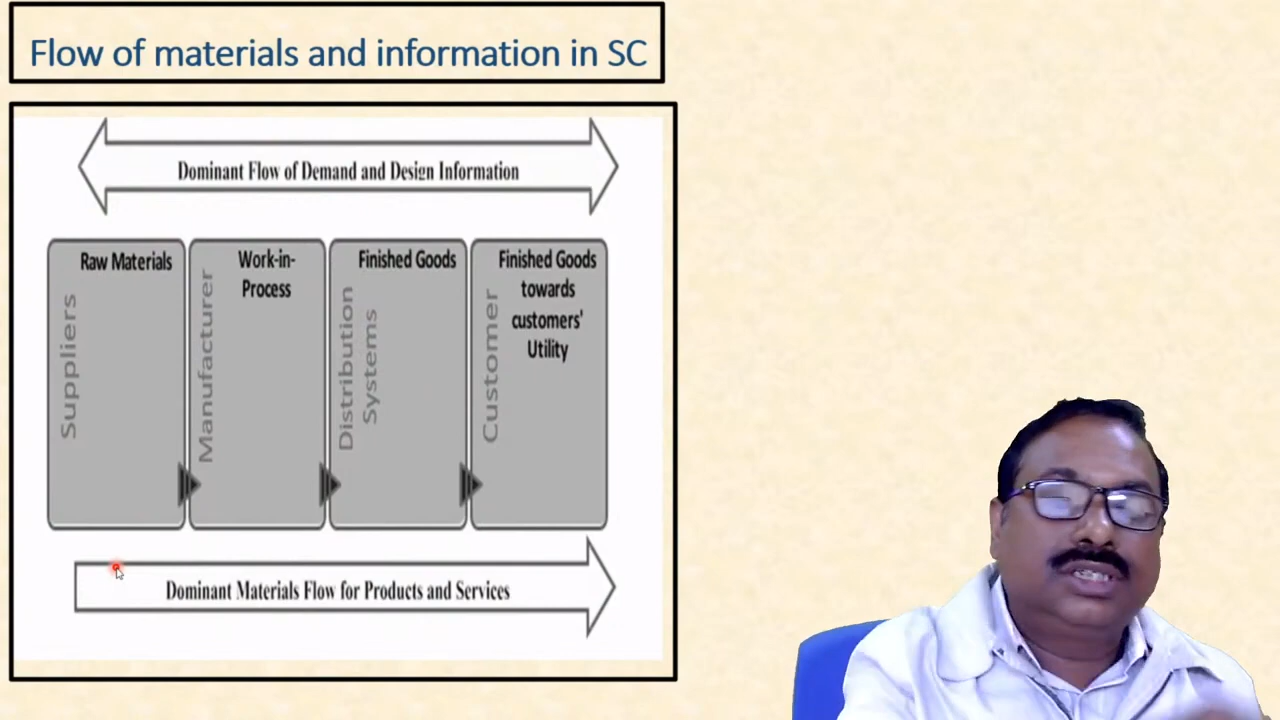 Flow of materials and information in SC
Dominant Flow of Demand and Design Information
Suppliers
Raw Materials
Manufacturer
Work-in-
Process
Distribution
Systems
Finished Goods
Customer
Finished Goods
towards
customers'
Utility
Dominant Materials Flow for Products and Services